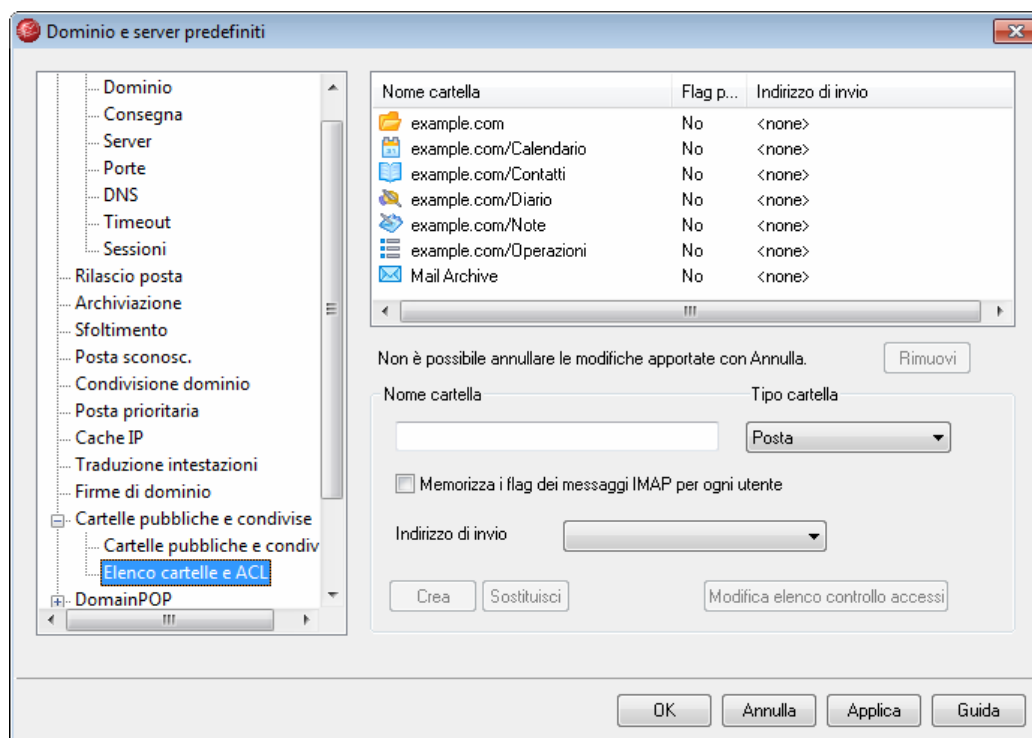 Dominio e server predefiniti
Dominio
Consegna
Server
Porte
DNS
Timeout
Sessioni
Rilascio posta
Archiviazione
Sfoltimento
Posta sconosc.
Condivisione dominio
Posta prioritaria
Cache IP
Traduzione intestazioni
Firme di dominio
Cartelle pubbliche e condivise
Cartelle pubbliche e condiv
Elenco cartelle e ACL
DomainPOP
Nome cartella Flag p... Indirizzo di invio
example.com No <none>
example.com/Calendario No <none>
example.com/Contatti No <none>
example.com/Diario No <none>
example.com/Note No <none>
example.com/Operazioni No <none>
Mail Archive No <none>
Non è possibile annullare le modifiche apportate con Annulla. Rimuovi
Nome cartella Tipo cartella
Posta
Memorizza i flag dei messaggi IMAP per ogni utente
Indirizzo di invio
Crea Sostituisci Modifica elenco controllo accessi
OK Annulla Applica Guida